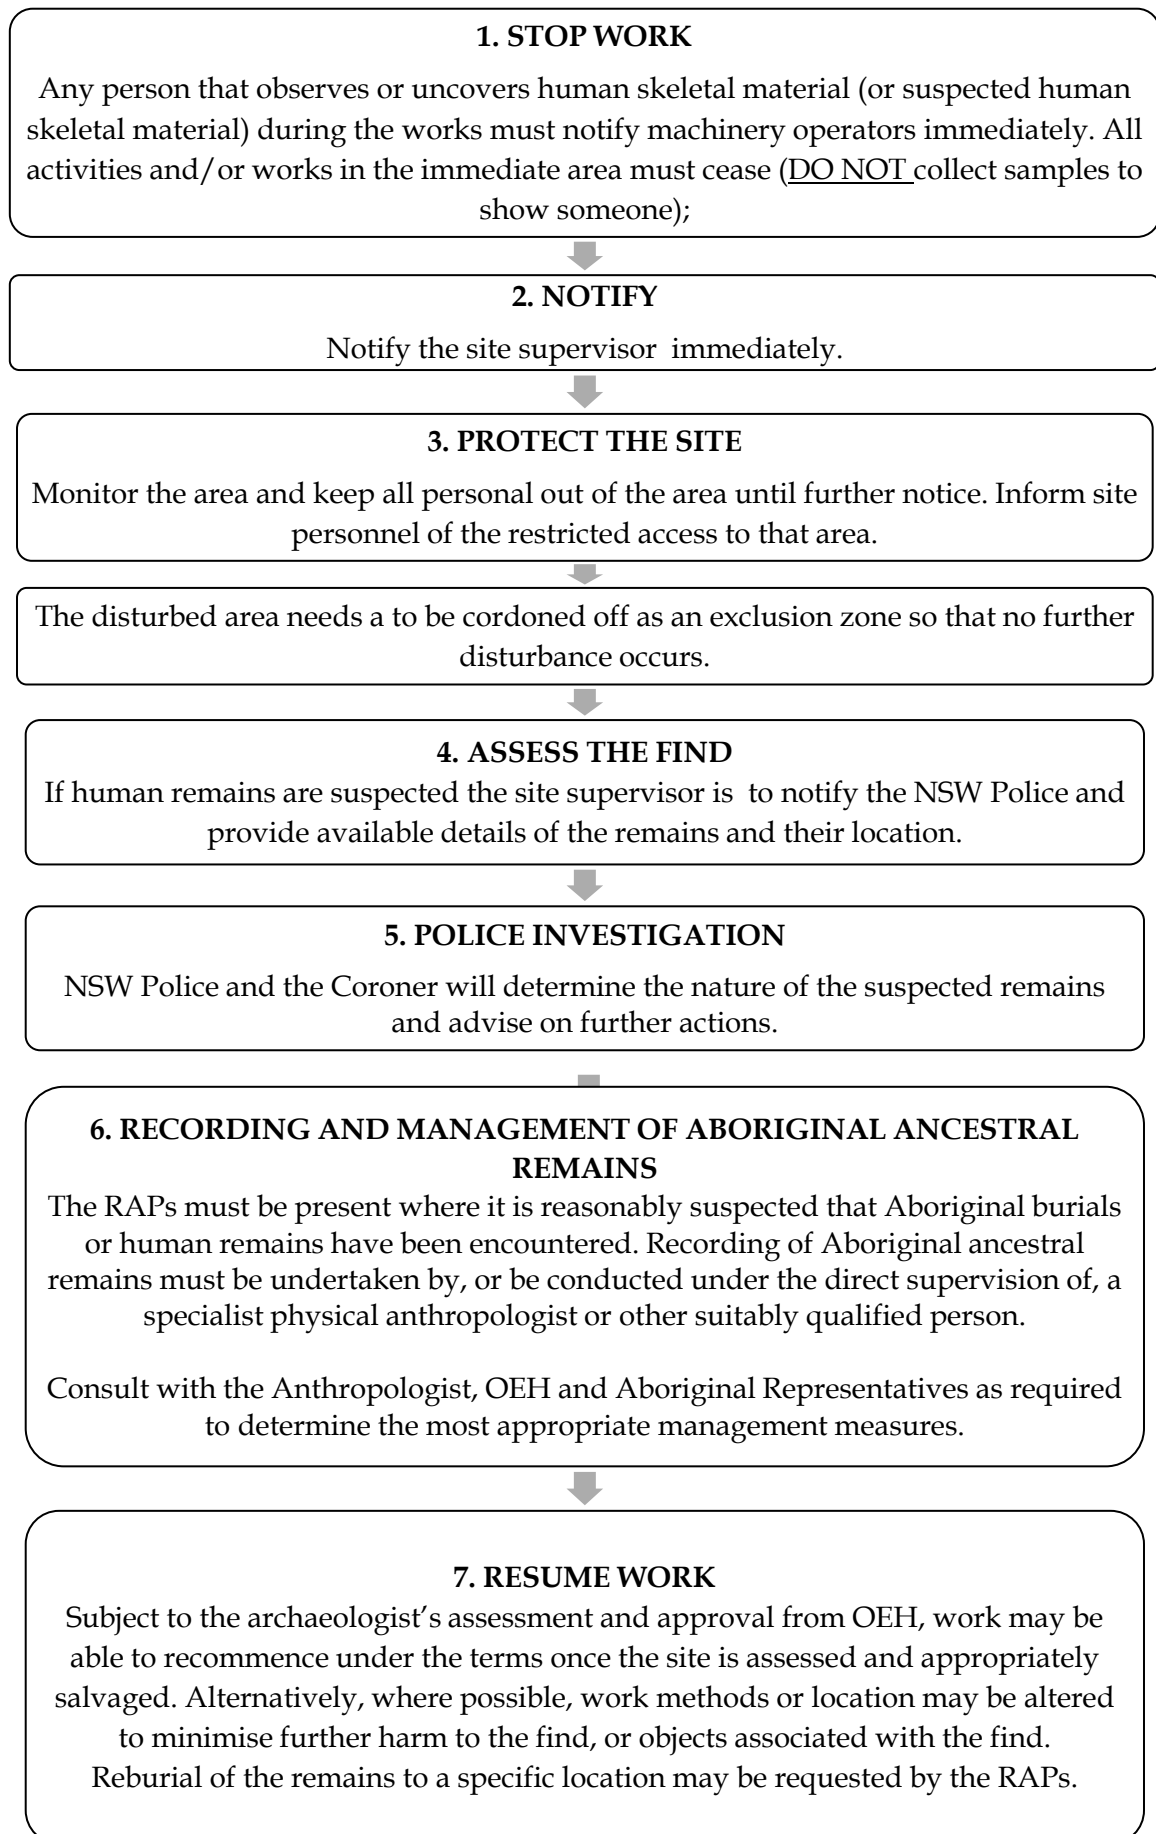 1. STOP WORK
Any person that observes or uncovers human skeletal material (or suspected human
skeletal material) during the works must notify machinery operators immediately. All
activities and/or works in the immediate area must cease (DO NOT collect samples to
show someone);
2. NOTIFY
Notify the site supervisor immediately.
3. PROTECT THE SITE
Monitor the area and keep all personal out of the area until further notice. Inform site
personnel of the restricted access to that area.
The disturbed area needs a to be cordoned off as an exclusion zone so that no further
disturbance occurs.
4. ASSESS THE FIND
If human remains are suspected the site supervisor is to notify the NSW Police and
provide available details of the remains and their location.
5. POLICE INVESTIGATION
NSW Police and the Coroner will determine the nature of the suspected remains
and advise on further actions.
6. RECORDING AND MANAGEMENT OF ABORIGINAL ANCESTRAL
REMAINS
The RAPs must be present where it is reasonably suspected that Aboriginal burials
or human remains have been encountered. Recording of Aboriginal ancestral
remains must be undertaken by, or be conducted under the direct supervision of, a
specialist physical anthropologist or other suitably qualified person.
Consult with the Anthropologist, OEH and Aboriginal Representatives as required
to determine the most appropriate management measures.
7. RESUME WORK
Subject to the archaeologist’s assessment and approval from OEH, work may be
able to recommence under the terms once the site is assessed and appropriately
salvaged. Alternatively, where possible, work methods or location may be altered
to minimise further harm to the find, or objects associated with the find.
Reburial of the remains to a specific location may be requested by the RAPs.